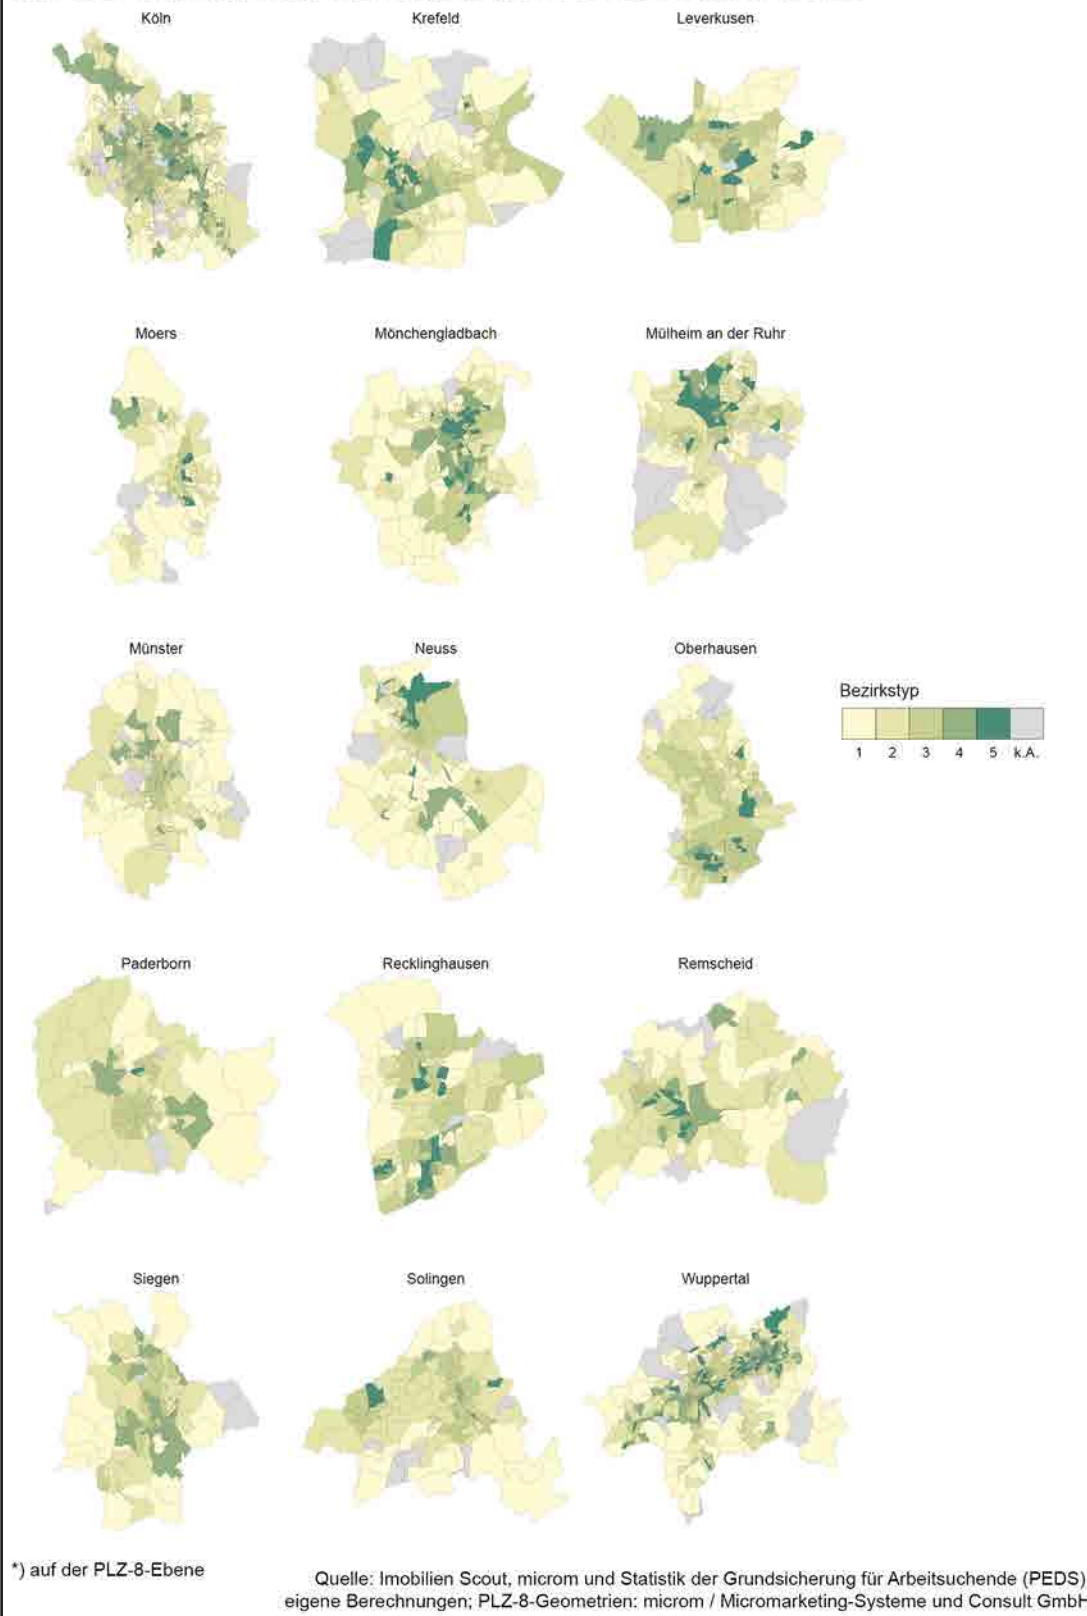 Köln
Krefeld
Leverkusen
Moers
Mönchengladbach
Mülheim an der Ruhr
Münster
Neuss
Oberhausen
Bezirkstyp
1 2 3 4 5 k.A.
Paderborn
Recklinghausen
Remscheid
Siegen
Solingen
Wuppertal
*) auf der PLZ-8-Ebene
Quelle: Imobilien Scout, microm und Statistik der Grundsicherung für Arbeitsuchende (PEDS)
eigene Berechnungen; PLZ-8-Geometrien: microm / Micromarketing-Systeme und Consult GmbH